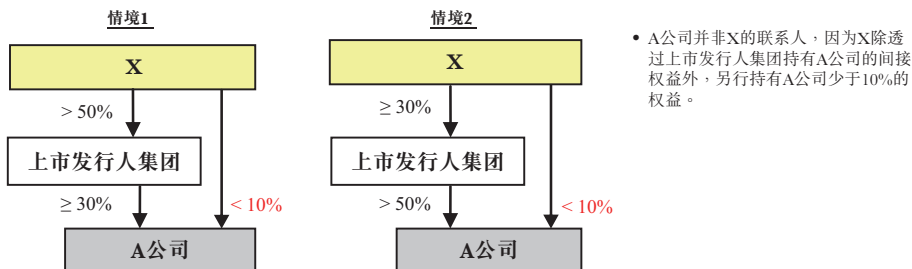 情境1
X
> 50%
上市发行人集团
≥ 30%
< 10%
A公司
情境2
X
≥ 30%
上市发行人集团
> 50%
< 10%
A公司
• A公司并非X的联系人，因为X除透
过上市发行人集团持有A公司的间接
权益外，另行持有A公司少于10%的
权益。